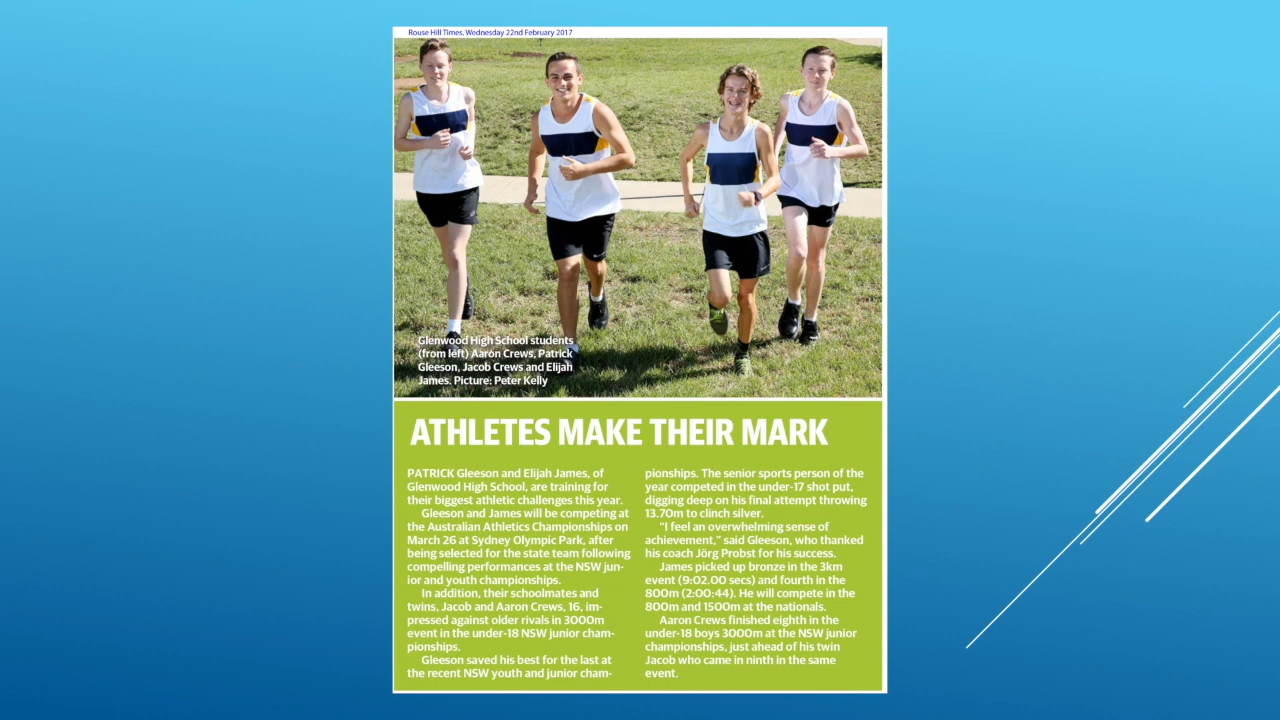 Rouse Hill Times, Wednesday 22nd February 2017
Glenwood High School students
(from left) Aaron Crews, Patrick
Gleeson, Jacob Crews and Elijah
James. Picture: Peter Kelly
ATHLETES MAKE THEIR MARK
PATRICK Gleeson and Elijah James, of
Glenwood High School, are training for
their biggest athletic challenges this year.
Gleeson and James will be competing at
the Australian Athletics Championships on
March 26 at Sydney Olympic Park, after
being selected for the state team following
compelling performances at the NSW jun-
ior and youth championships.
In addition, their schoolmates and
twins, Jacob and Aaron Crews, 16, im-
pressed against older rivals in 3000m
event in the under-18 NSW junior cham-
pionships.
Gleeson saved his best for the last at
the recent NSW youth and junior cham-
pionships. The senior sports person of the
year competed in the under-17 shot put,
digging deep on his final attempt throwing
13.70m to clinch silver.
"I feel an overwhelming sense of
achievement," said Gleeson, who thanked
his coach Jörg Probst for his success.
James picked up bronze in the 3km
event (9:02.00 secs) and fourth in the
800m (2:00:44). He will compete in the
800m and 1500m at the nationals.
Aaron Crews finished eighth in the
under-18 boys 3000m at the NSW junior
championships, just ahead of his twin
Jacob who came in ninth in the same
event.